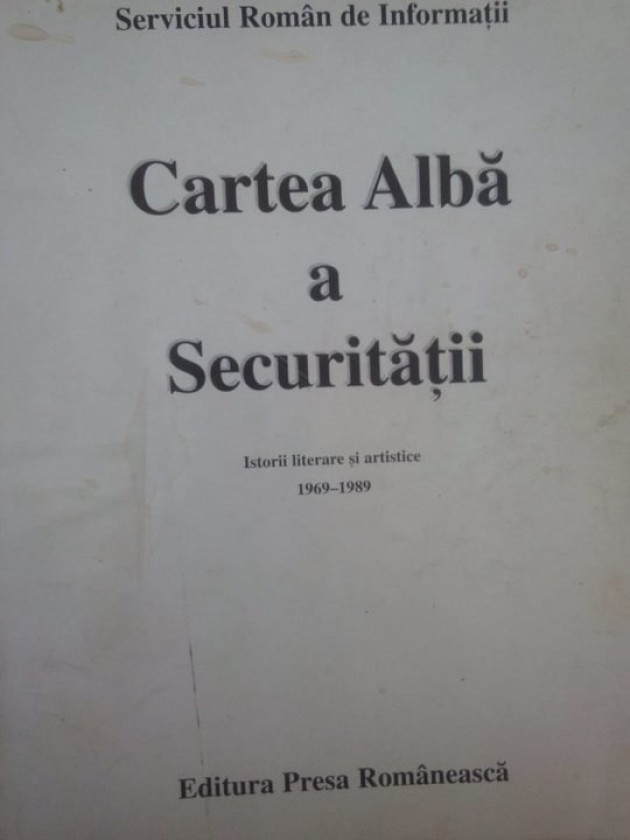 Serviciul Român de Informații
Cartea Albă
a
Securității
Istorii literare și artistice
1969–1989
Editura Presa Românească